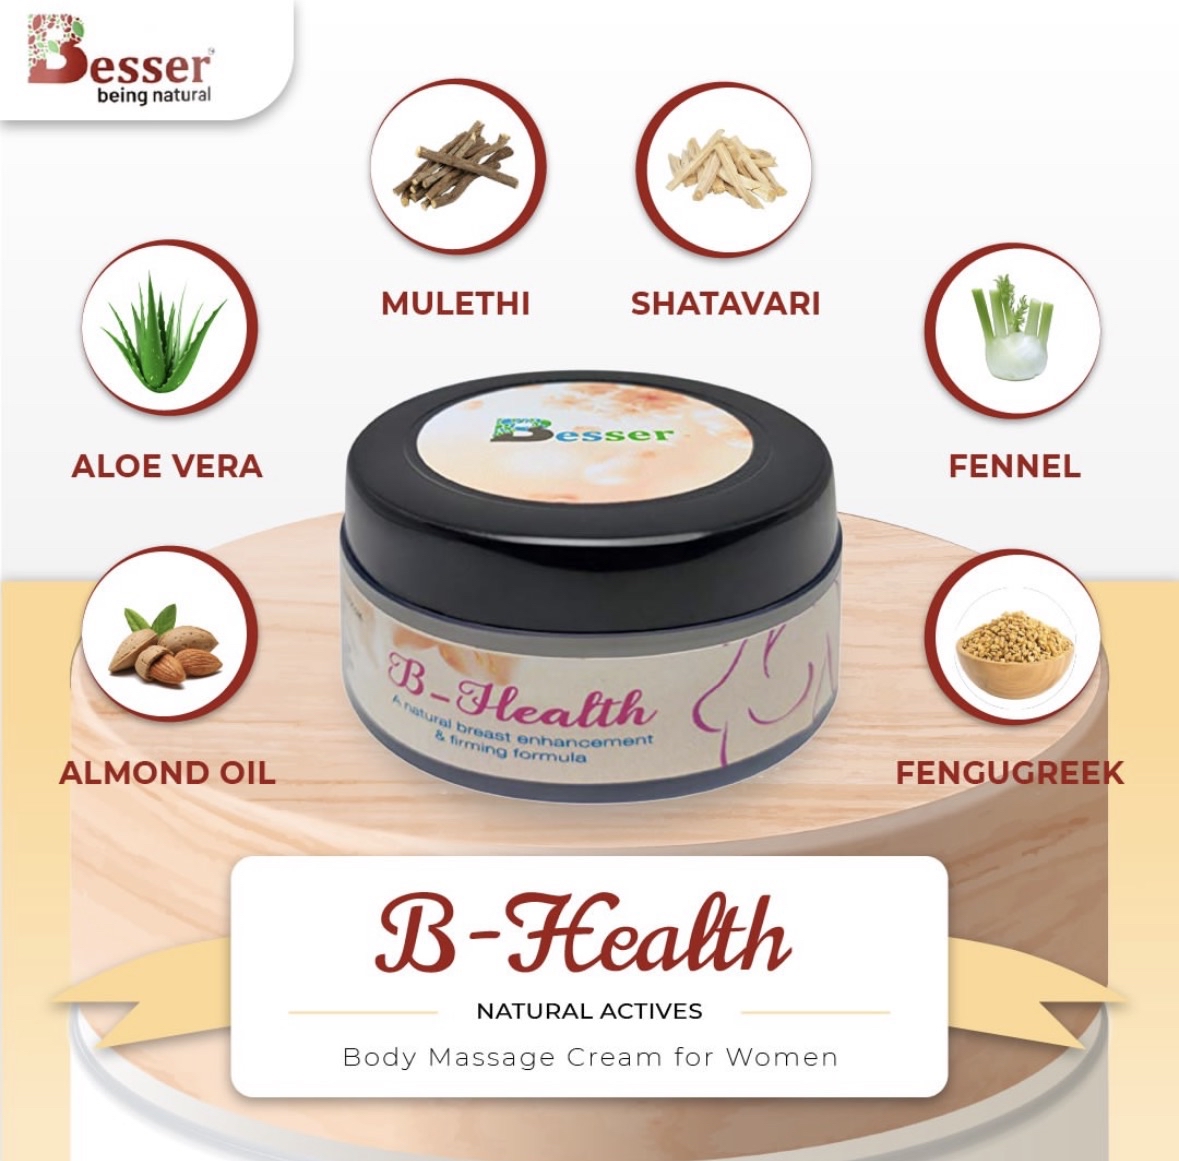 Besser
being natural
MULETHI
SHATAVARI
ALOE VERA
FENNEL
Besser
ALMOND OIL
FENGUGREEK
B-Health
A natural breast enhancement
& firming formula
B-Health
NATURAL ACTIVES
Body Massage Cream for Women